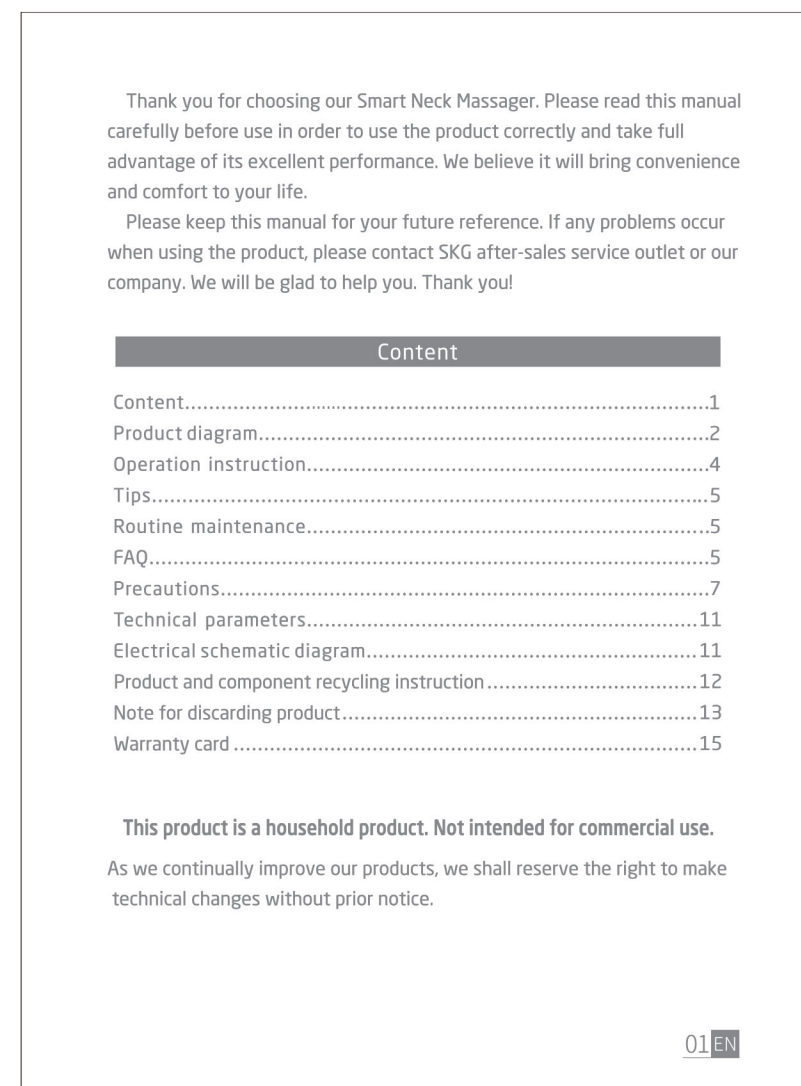 Thank you for choosing our Smart Neck Massager. Please read this manual
carefully before use in order to use the product correctly and take full
advantage of its excellent performance. We believe it will bring convenience
and comfort to your life.
Please keep this manual for your future reference. If any problems occur
when using the product, please contact SKG after-sales service outlet or our
company. We will be glad to help you. Thank you!
Content
Content.......................................................................................1
Product diagram...........................................................................2
Operation instruction...................................................................4
Tips.............................................................................................5
Routine maintenance...................................................................5
FAQ.............................................................................................5
Precautions.................................................................................7
Technical parameters.................................................................11
Electrical schematic diagram.......................................................11
Product and component recycling instruction...................................12
Note for discarding product...........................................................13
Warranty card.............................................................................15
This product is a household product. Not intended for commercial use.
As we continually improve our products, we shall reserve the right to make
technical changes without prior notice.
01 EN